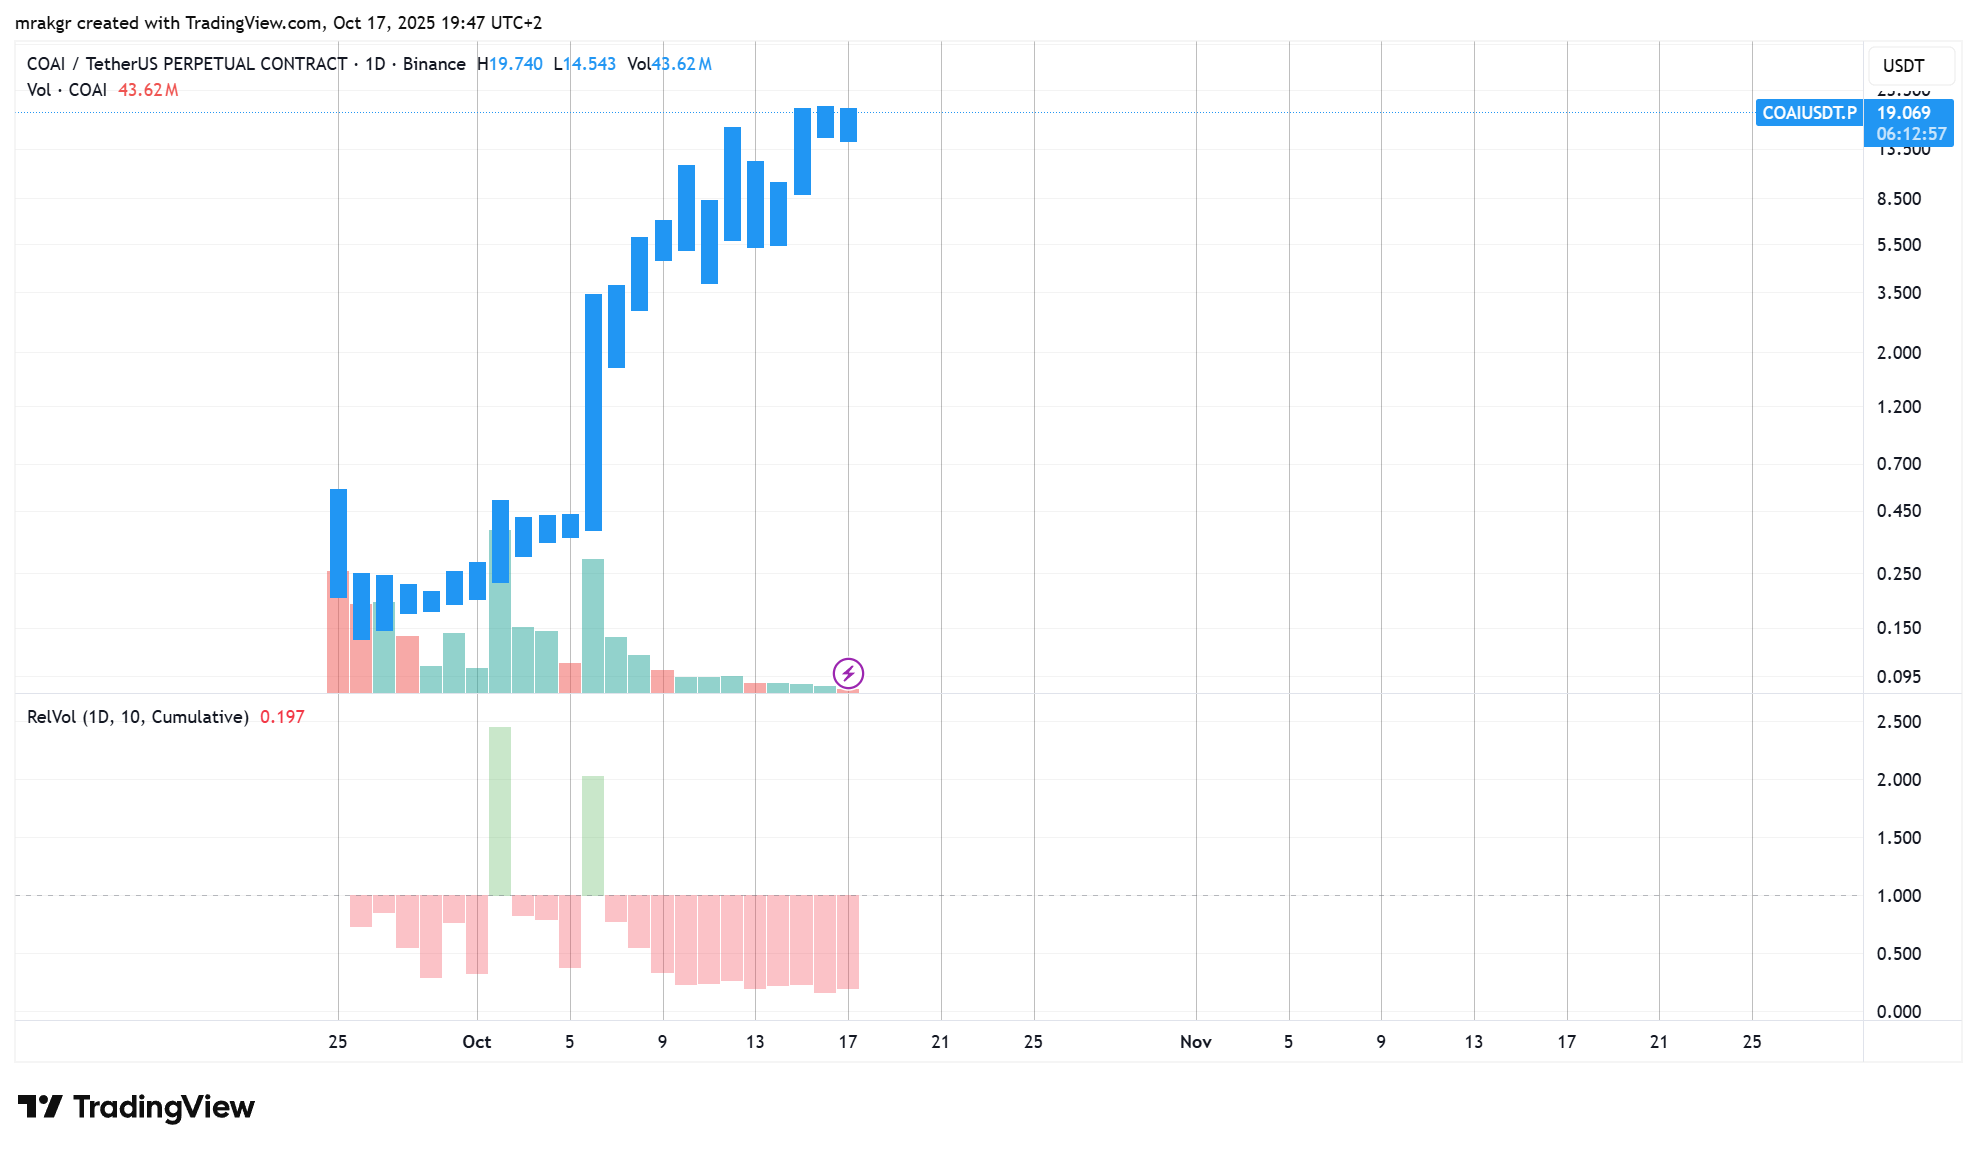 mrakgr created with TradingView.com, Oct 17, 2025 19:47 UTC+2
COAI / TetherUS PERPETUAL CONTRACT · 1D · Binance H19.740 L14.543 Vol43.62 M
Vol · COAI 43.62 M
USDT
COAIUSDT.P 19.069
06:12:57
13.500
8.500
5.500
3.500
2.000
1.200
0.700
0.450
0.250
0.150
0.095
RelVol (1D, 10, Cumulative) 0.197
2.500
2.000
1.500
1.000
0.500
0.000
25 Oct 5 9 13 17 21 25 Nov 5 9 13 17 21 25
TradingView